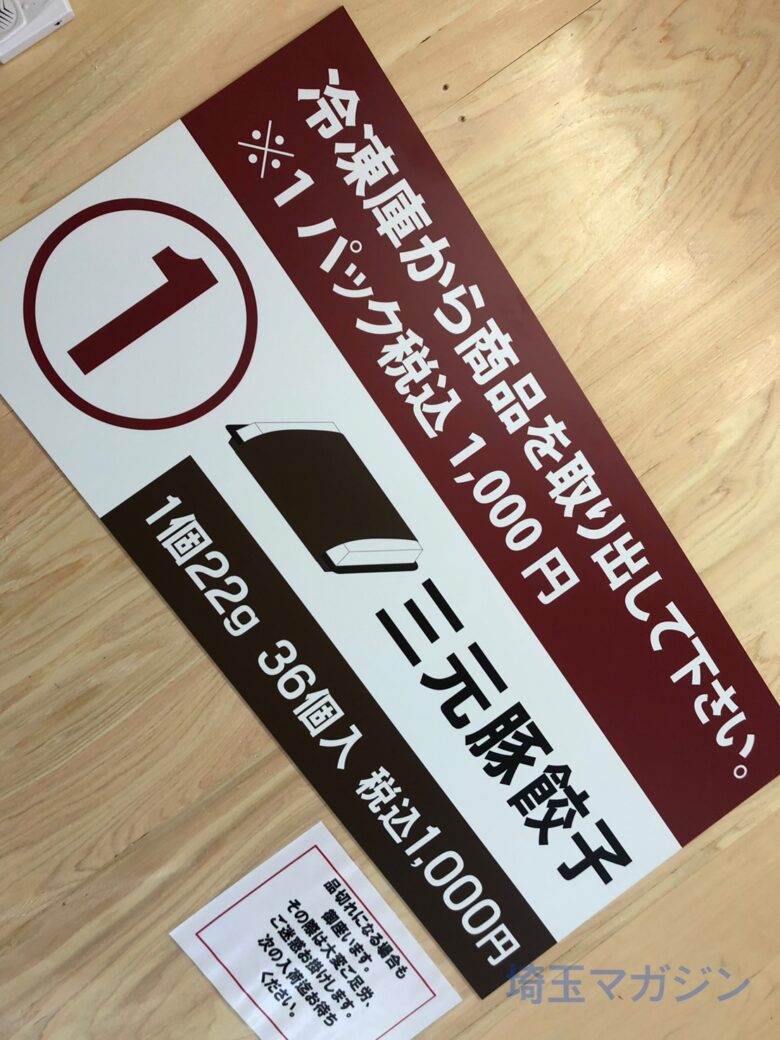 冷凍庫から商品を取り出して下さい。
※1パック税込1,000円
1
三元豚餃子
1個22g 36個入 税込1,000円
品切れになる場合も
御座います。
その際は大変ご足労、
ご迷惑お掛けします。
次の入荷迄お待ち
ください。
埼玉マガジン